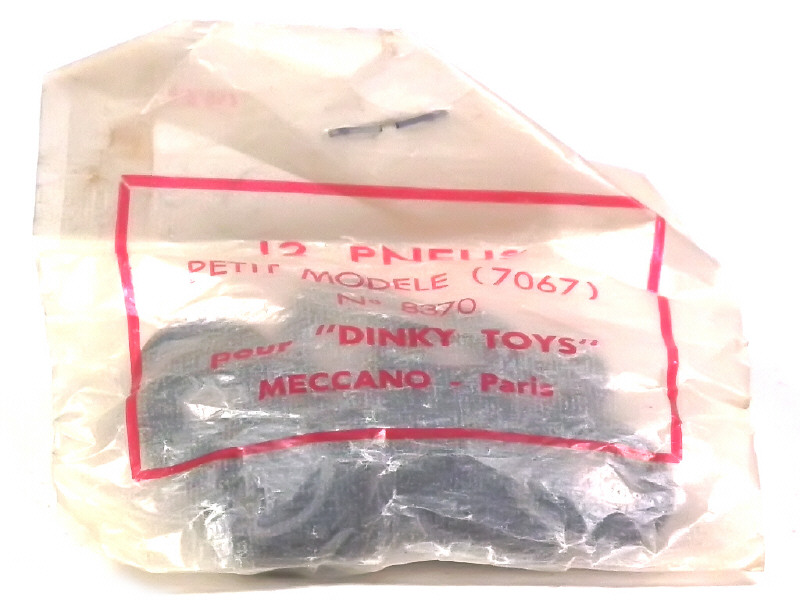 12 PNEUS
PETIT MODELE (7067)
N° 8370
pour "DINKY TOYS"
MECCANO - Paris